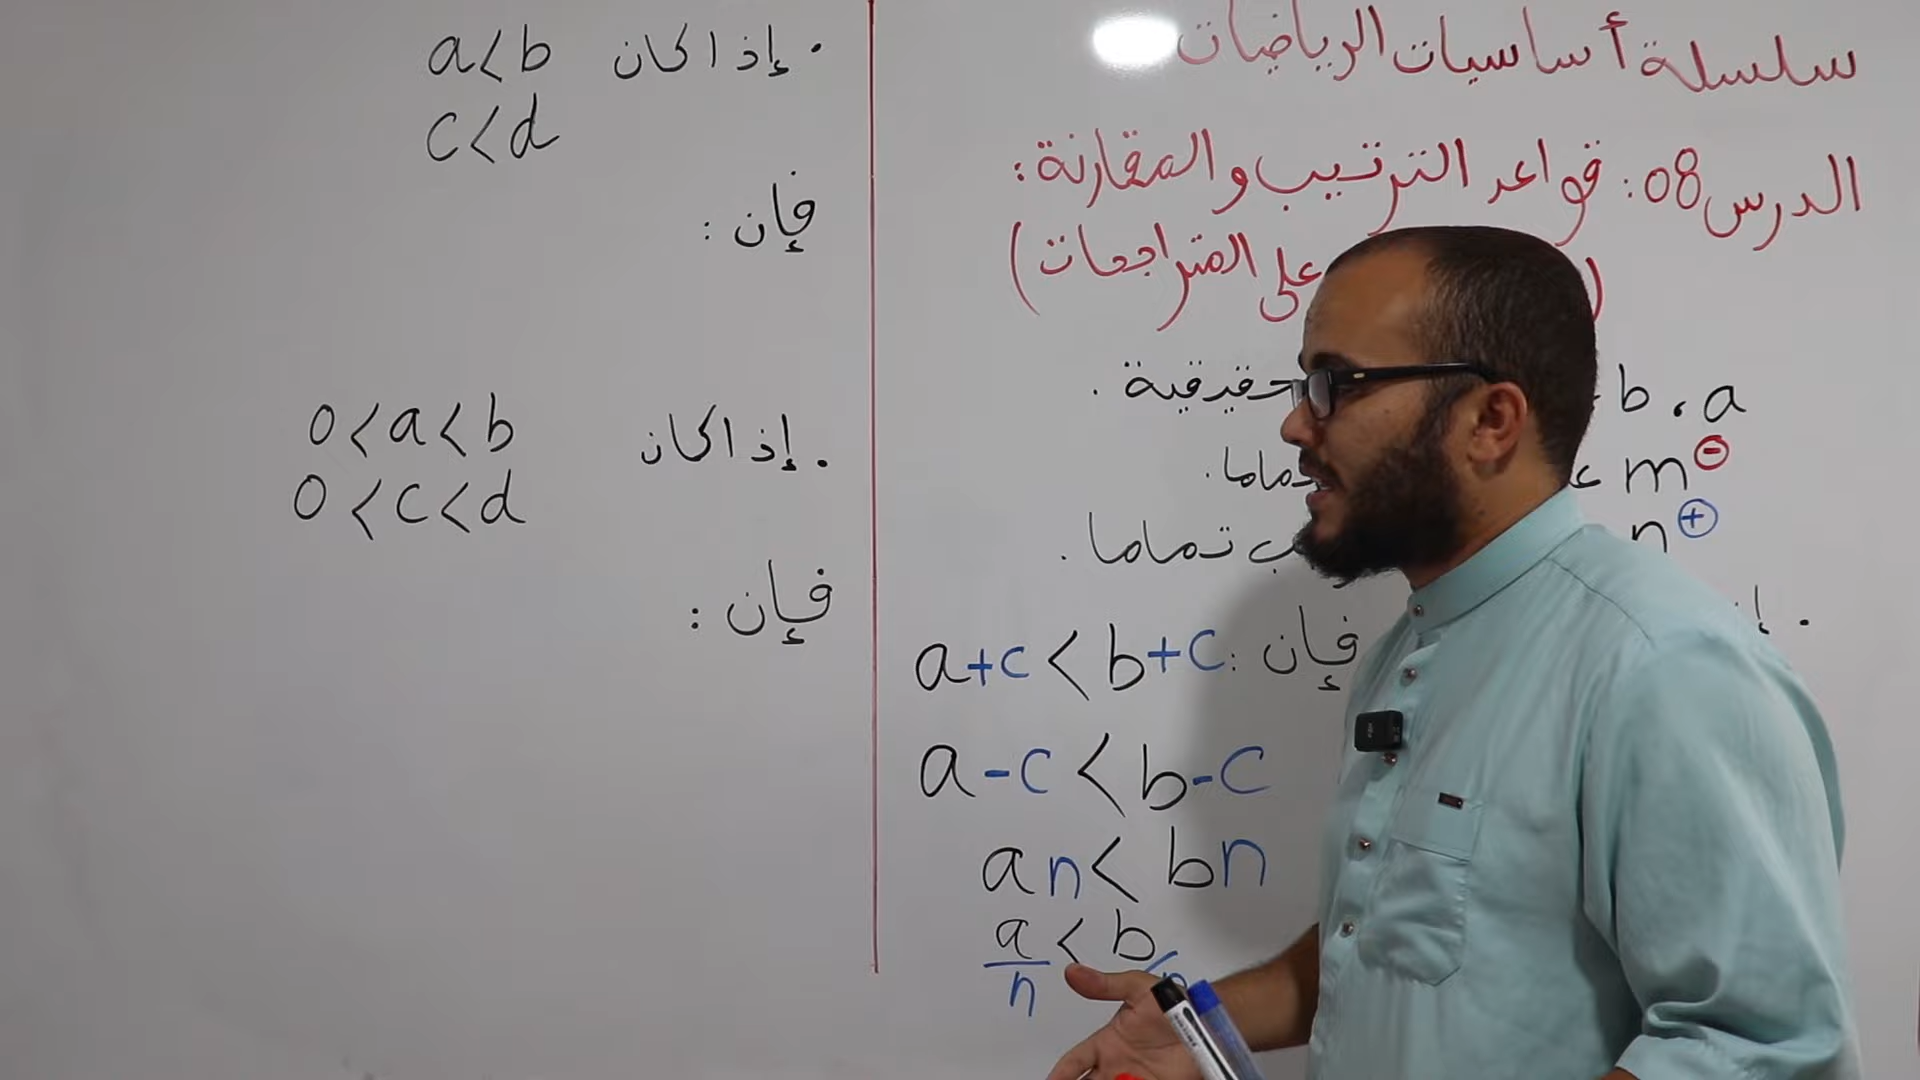 سلسلة أساسيات الرياضيات
الدرس 08: قواعد الترتيب والمقارنة:
( على المتراجحات)
a، b حقيقية.
m ⊖ تماما.
n ⊕ تماما.
فإن: a+c < b+c
a-c < b-c
an < bn
a/n < b/n
. إذا كان a < b
c < d
فإن:
. إذا كان 0 < a < b
0 < c < d
فإن: